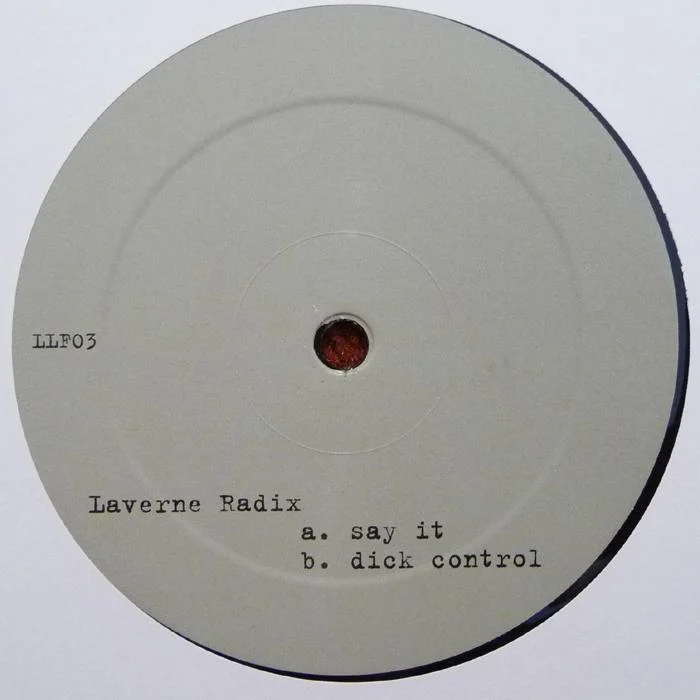 LLF03
Laverne Radix
a. say it
b. dick control